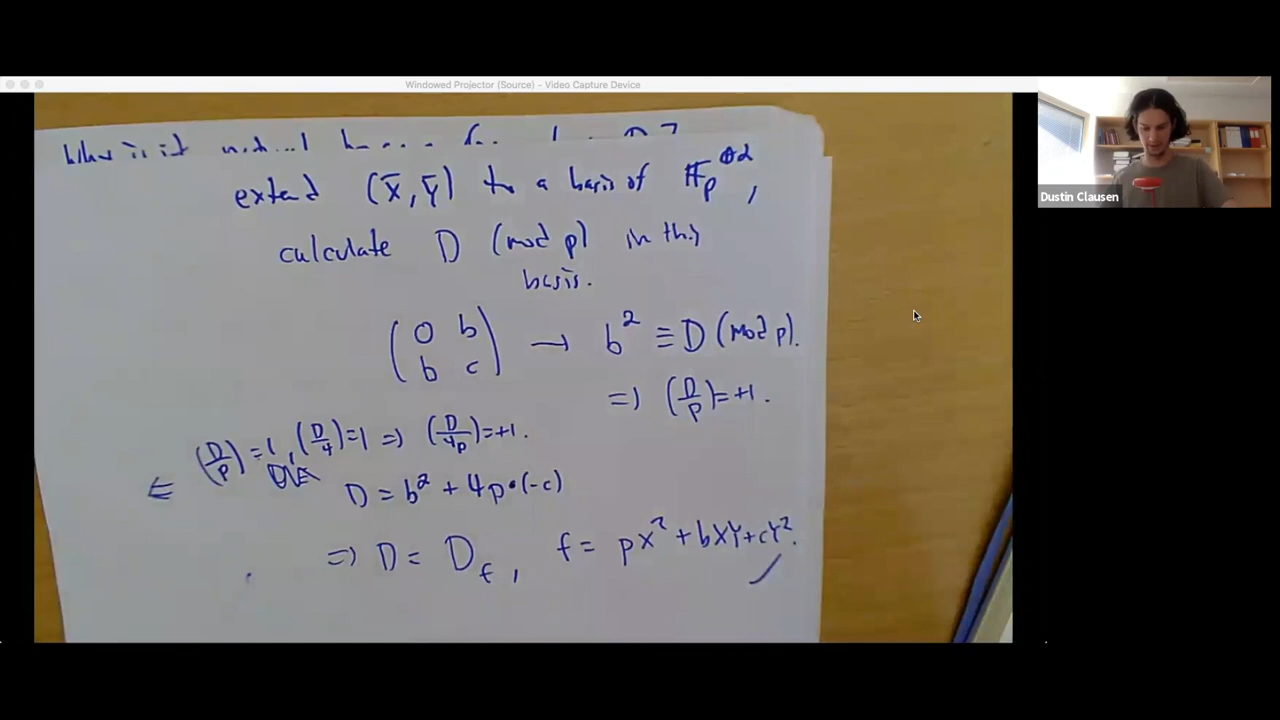 Windowed Projector (Source) - Video Capture Device
Dustin Clausen
extend (x̄, ȳ) to a basis of 𝔽_p^{⊕2},
calculate D (mod p) in this
basis.
(0 b; b c) → b² ≡ D (mod p).
⇒ (D/p) = +1.
⇐ (D/p) = 1, (D/4) = 1 ⇒ (D/4p) = +1.
D = b² + 4p·(-c)
⇒ D = D_f, f = pX² + bXY + cY².